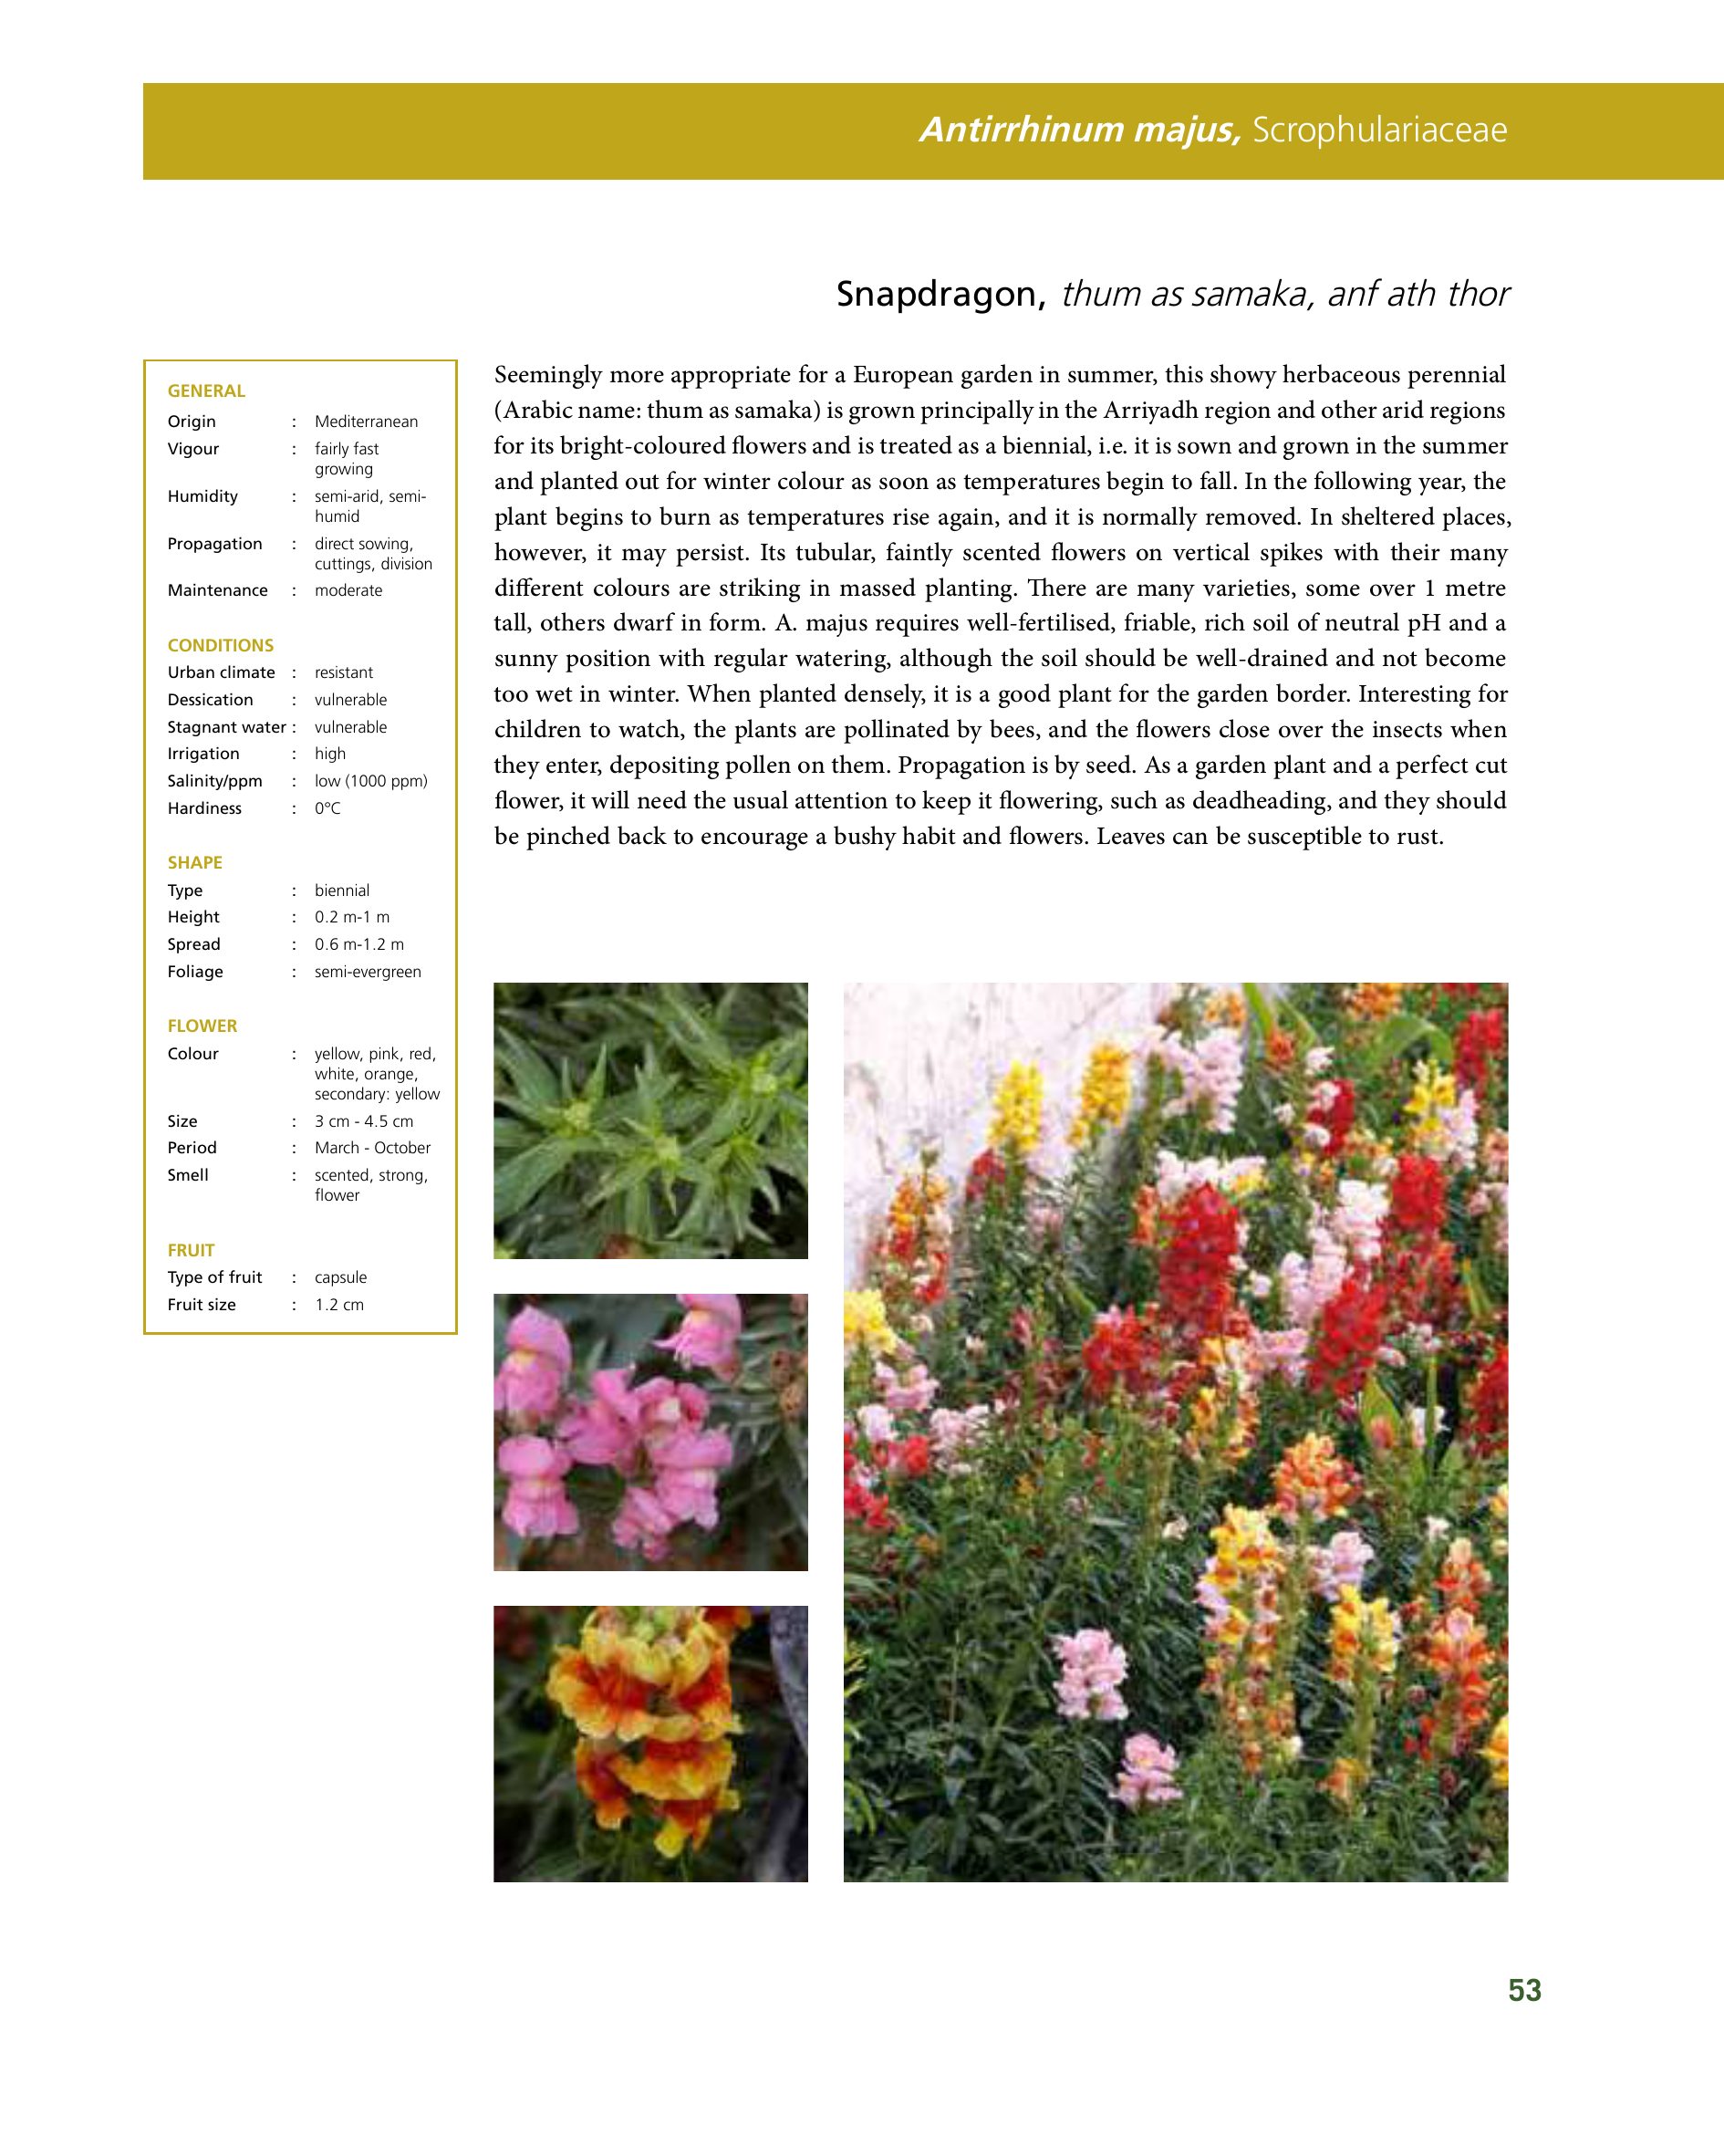 Antirrhinum majus, Scrophulariaceae
Snapdragon, thum as samaka, anf ath thor
GENERAL
Origin : Mediterranean
Vigour : fairly fast
growing
Humidity : semi-arid, semi-
humid
Propagation : direct sowing,
cuttings, division
Maintenance : moderate
CONDITIONS
Urban climate : resistant
Dessication : vulnerable
Stagnant water : vulnerable
Irrigation : high
Salinity/ppm : low (1000 ppm)
Hardiness : 0°C
SHAPE
Type : biennial
Height : 0.2 m-1 m
Spread : 0.6 m-1.2 m
Foliage : semi-evergreen
FLOWER
Colour : yellow, pink, red,
white, orange,
secondary: yellow
Size : 3 cm - 4.5 cm
Period : March - October
Smell : scented, strong,
flower
FRUIT
Type of fruit : capsule
Fruit size : 1.2 cm
Seemingly more appropriate for a European garden in summer, this showy herbaceous perennial
(Arabic name: thum as samaka) is grown principally in the Arriyadh region and other arid regions
for its bright-coloured flowers and is treated as a biennial, i.e. it is sown and grown in the summer
and planted out for winter colour as soon as temperatures begin to fall. In the following year, the
plant begins to burn as temperatures rise again, and it is normally removed. In sheltered places,
however, it may persist. Its tubular, faintly scented flowers on vertical spikes with their many
different colours are striking in massed planting. There are many varieties, some over 1 metre
tall, others dwarf in form. A. majus requires well-fertilised, friable, rich soil of neutral pH and a
sunny position with regular watering, although the soil should be well-drained and not become
too wet in winter. When planted densely, it is a good plant for the garden border. Interesting for
children to watch, the plants are pollinated by bees, and the flowers close over the insects when
they enter, depositing pollen on them. Propagation is by seed. As a garden plant and a perfect cut
flower, it will need the usual attention to keep it flowering, such as deadheading, and they should
be pinched back to encourage a bushy habit and flowers. Leaves can be susceptible to rust.
53